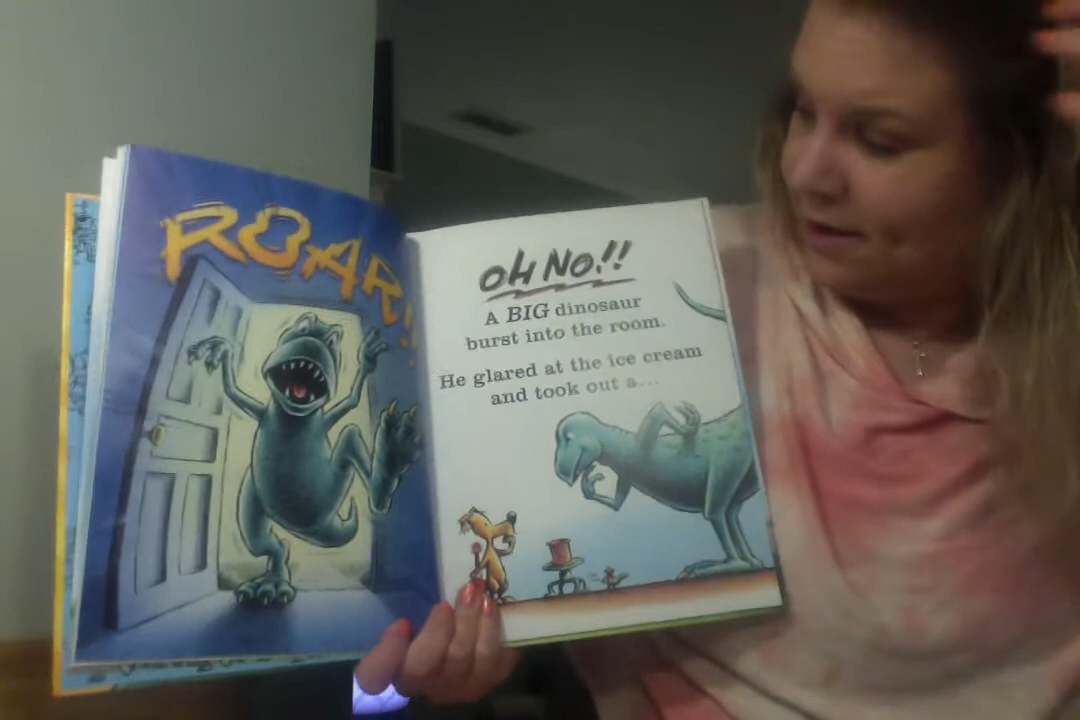 ROAR!
OH NO!!
A BIG dinosaur
burst into the room.
He glared at the ice cream
and took out a...